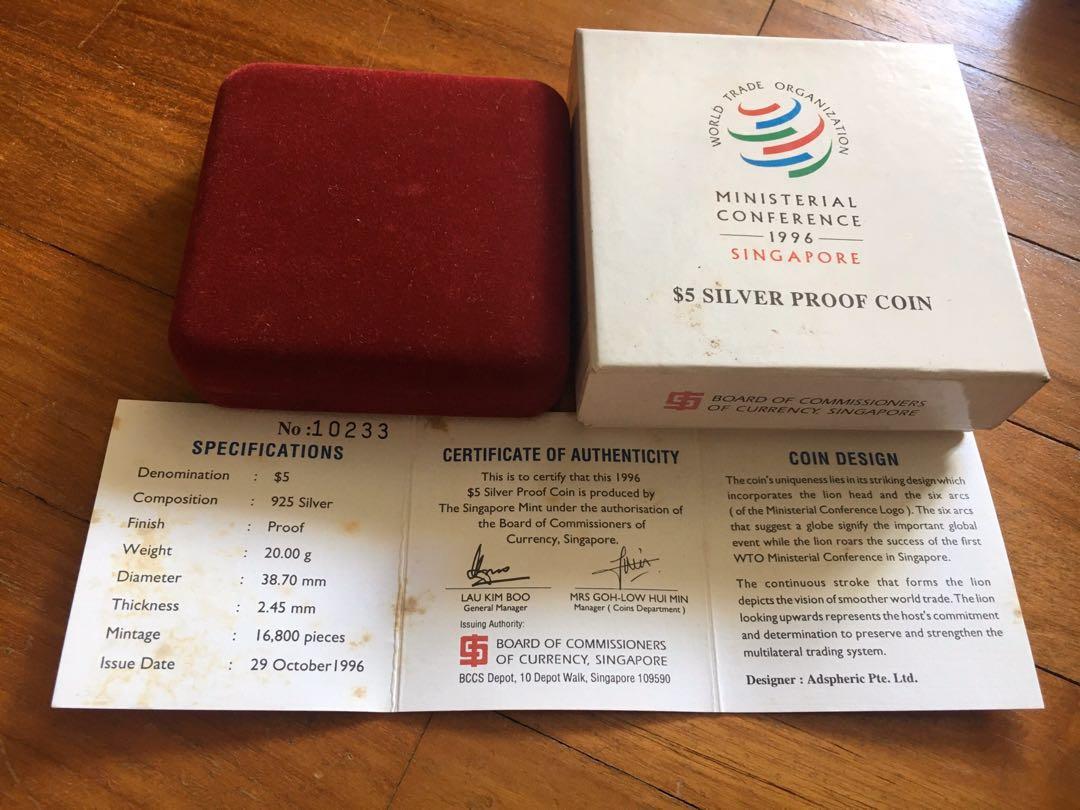 WORLD TRADE ORGANIZATION
MINISTERIAL
CONFERENCE
1996
SINGAPORE
$5 SILVER PROOF COIN
BOARD OF COMMISSIONERS
OF CURRENCY, SINGAPORE
No :10233
SPECIFICATIONS
Denomination : $5
Composition : 925 Silver
Finish : Proof
Weight : 20.00 g
Diameter : 38.70 mm
Thickness : 2.45 mm
Mintage : 16,800 pieces
Issue Date : 29 October1996
CERTIFICATE OF AUTHENTICITY
This is to certify that this 1996
$5 Silver Proof Coin is produced by
The Singapore Mint under the authorisation of
the Board of Commissioners of
Currency, Singapore.
LAU KIM BOO
General Manager
MRS GOH-LOW HUI MIN
Manager ( Coins Department )
Issuing Authority:
BOARD OF COMMISSIONERS
OF CURRENCY, SINGAPORE
BCCS Depot, 10 Depot Walk, Singapore 109590
COIN DESIGN
The coin's uniqueness lies in its striking design which
incorporates the lion head and the six arcs
( of the Ministerial Conference Logo ). The six arcs
that suggest a globe signify the important global
event while the lion roars the success of the first
WTO Ministerial Conference in Singapore.
The continuous stroke that forms the lion
depicts the vision of smoother world trade. The lion
looking upwards represents the host's commitment
and determination to preserve and strengthen the
multilateral trading system.
Designer : Adspheric Pte. Ltd.